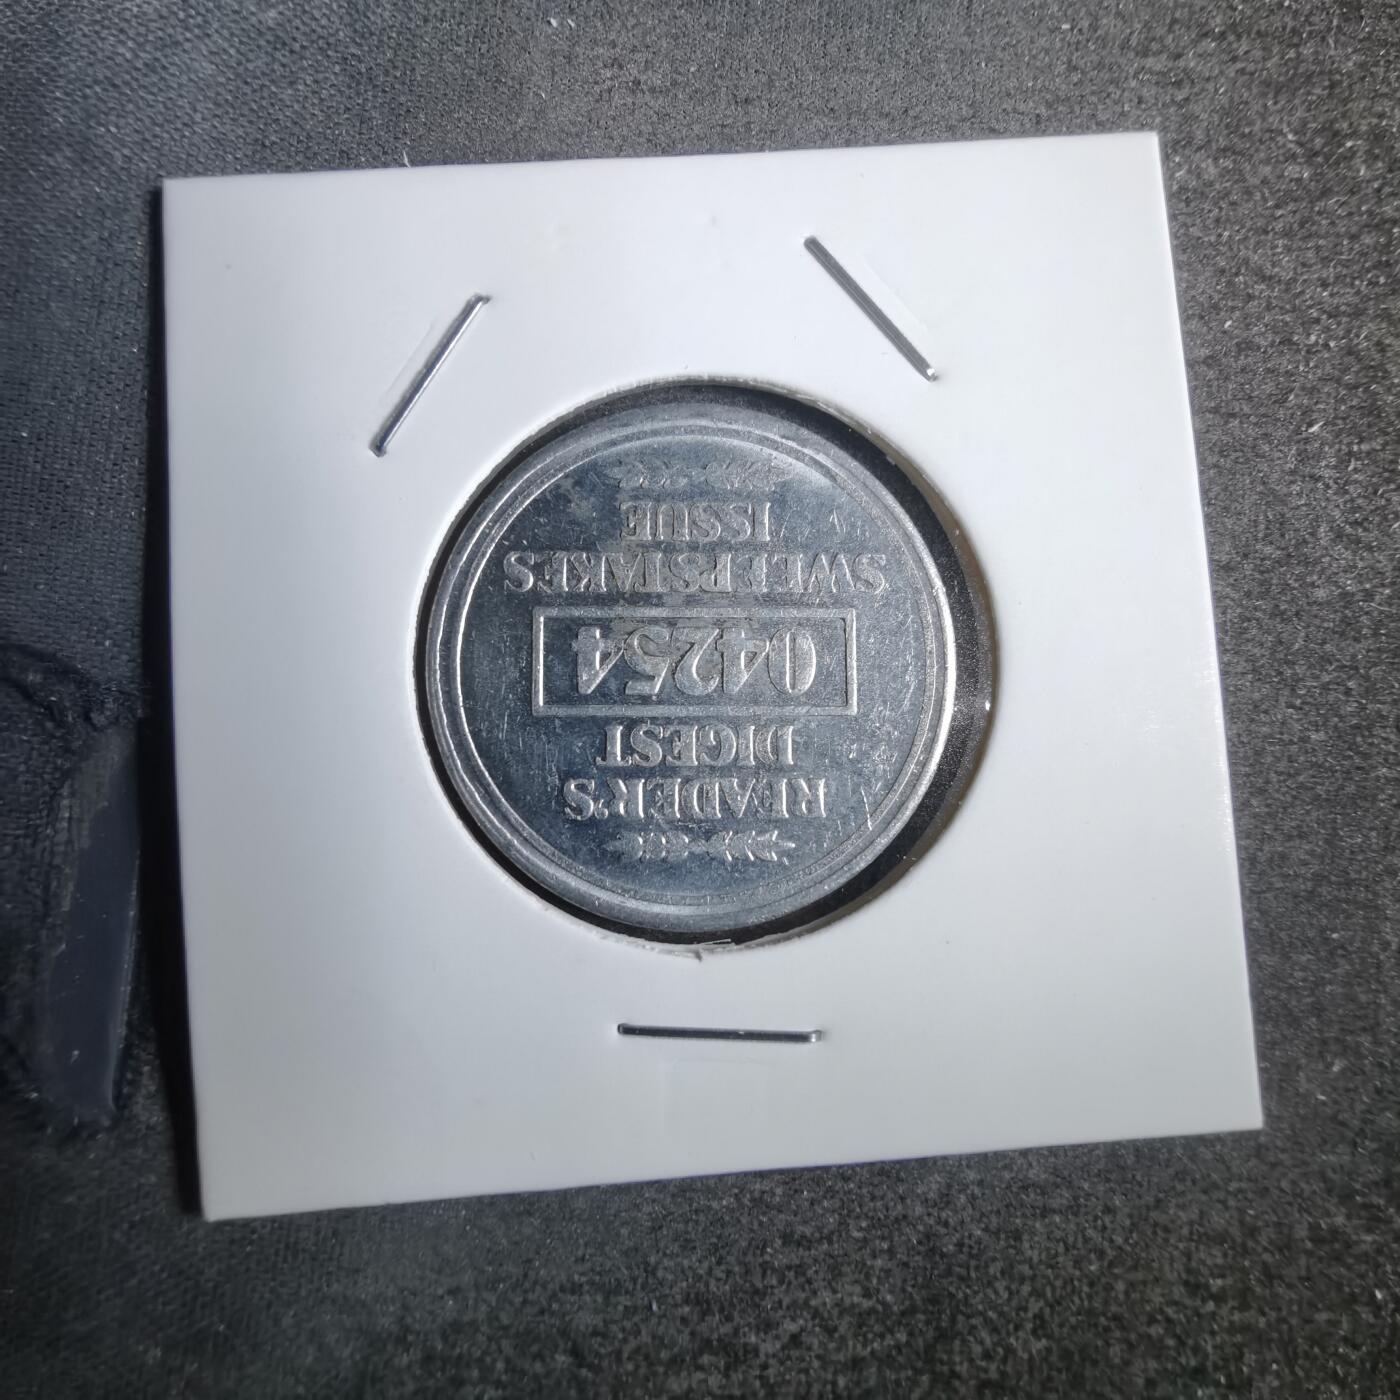 READER'S
DIGEST
04254
SWEEPSTAKES
ISSUE